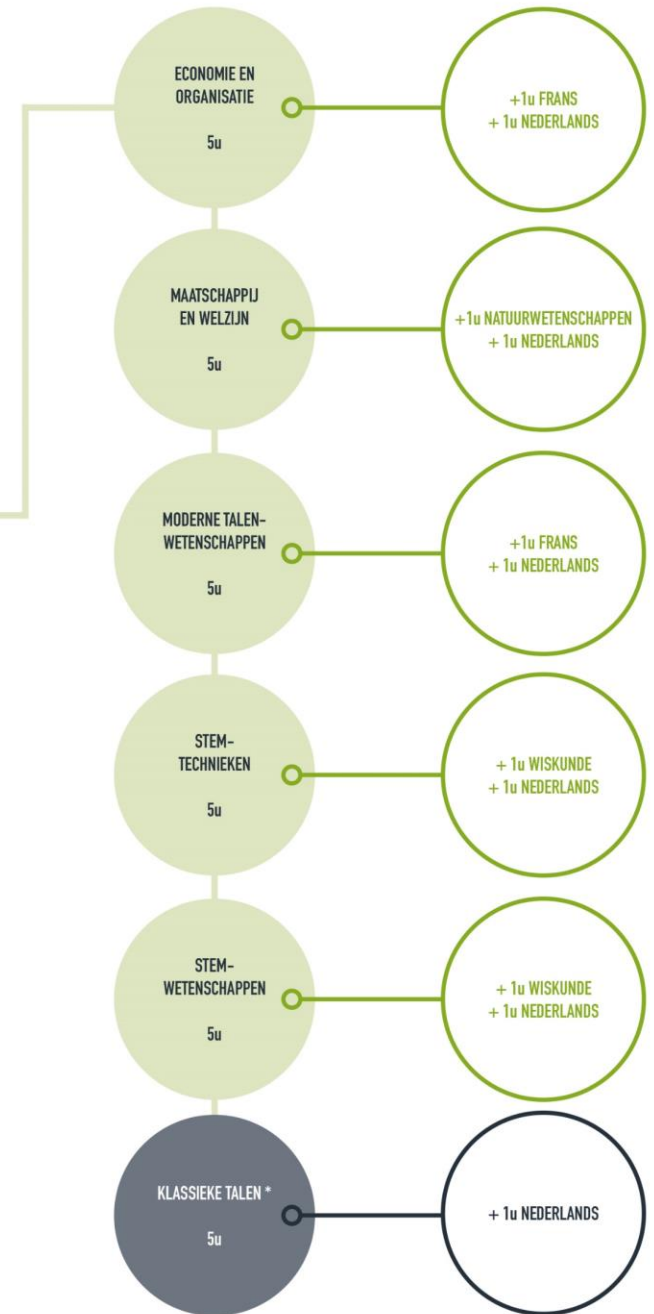 ECONOMIE EN
ORGANISATIE
5u
+1u FRANS
+ 1u NEDERLANDS
MAATSCHAPPIJ
EN WELZIJN
5u
+1u NATUURWETENSCHAPPEN
+ 1u NEDERLANDS
MODERNE TALEN-
WETENSCHAPPEN
5u
+1u FRANS
+ 1u NEDERLANDS
STEM-
TECHNIEKEN
5u
+ 1u WISKUNDE
+ 1u NEDERLANDS
STEM-
WETENSCHAPPEN
5u
+ 1u WISKUNDE
+ 1u NEDERLANDS
KLASSIEKE TALEN *
5u
+ 1u NEDERLANDS